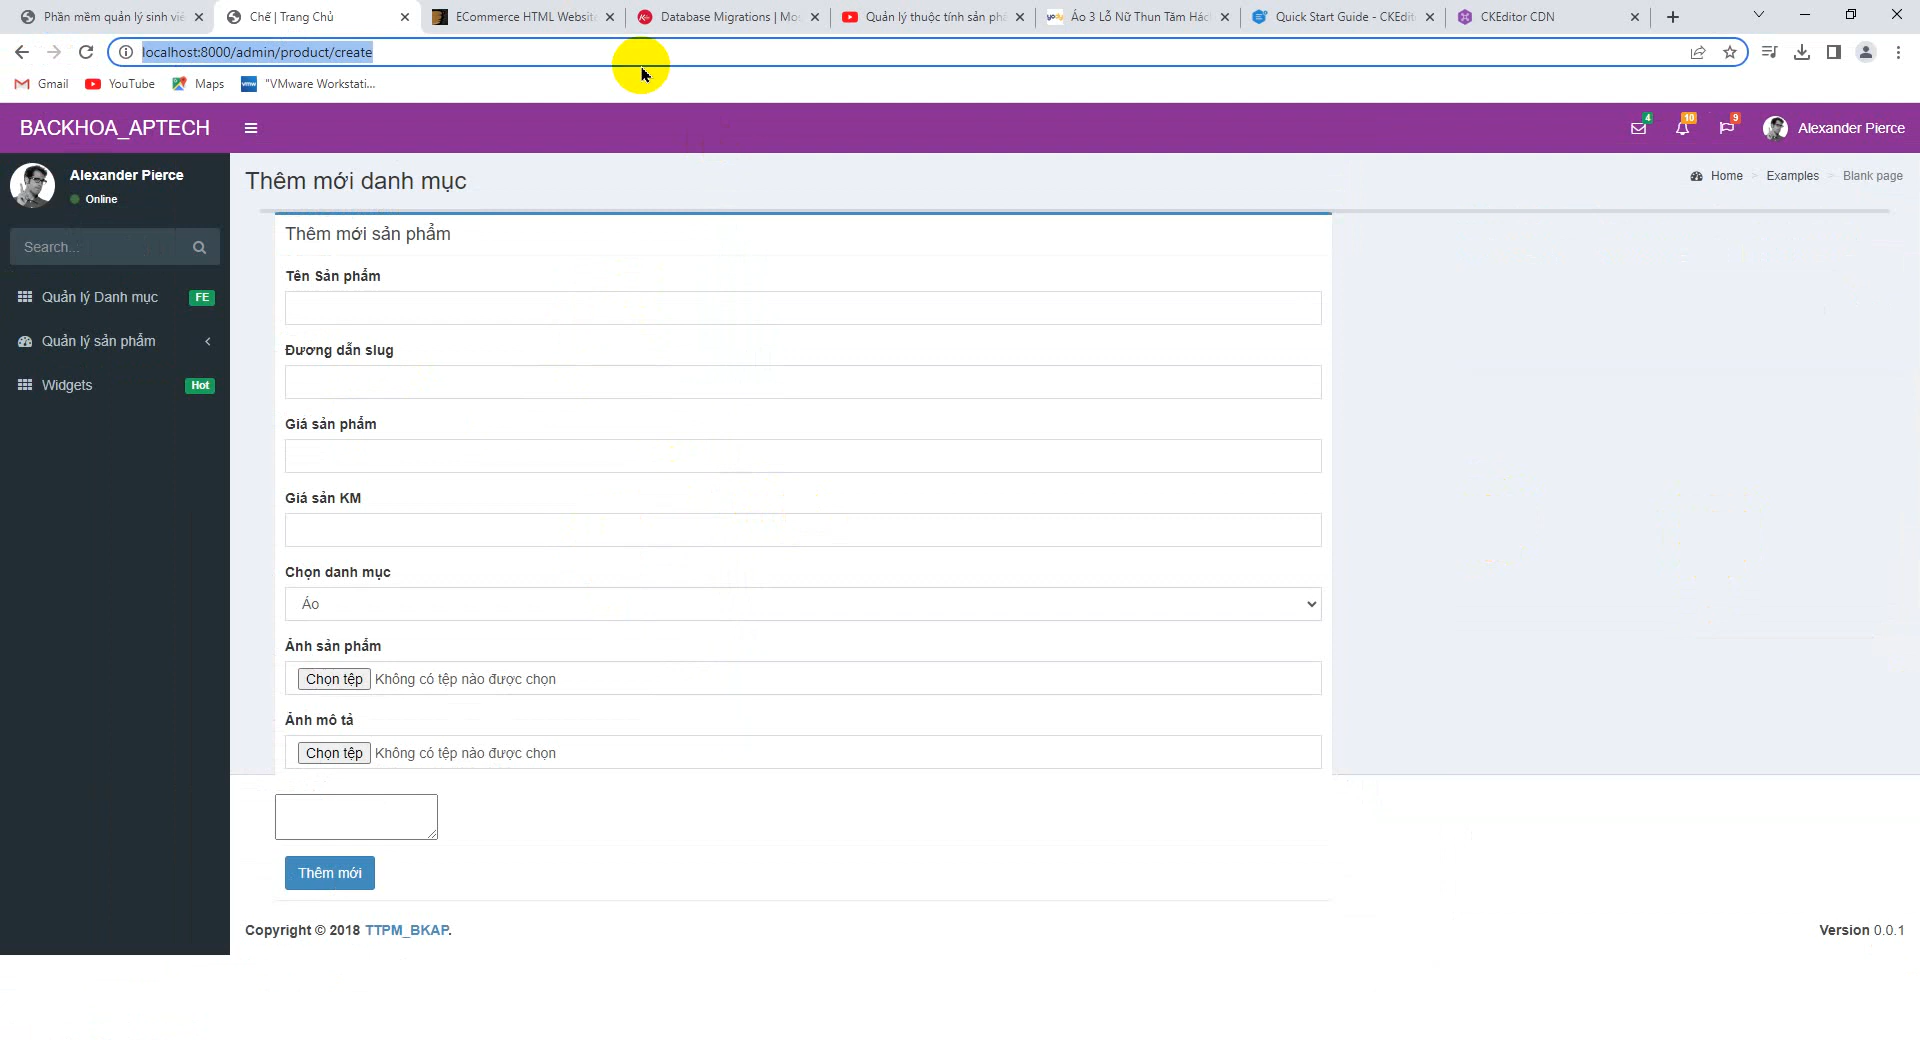 Phần mềm quản lý sinh viê
Chế | Trang Chủ
ECommerce HTML Website
Database Migrations | Mos
Quản lý thuộc tính sản phẩ
Áo 3 Lỗ Nữ Thun Tăm Hác
Quick Start Guide - CKEdit
CKEditor CDN
localhost:8000/admin/product/create
Gmail
YouTube
Maps
vmw
"VMware Workstati...
BACKHOA_APTECH
4
10
9
Alexander Pierce
Alexander Pierce
Online
Thêm mới danh mục
Home > Examples > Blank page
Search...
Quản lý Danh mục FE
Quản lý sản phẩm
Widgets Hot
Thêm mới sản phẩm
Tên Sản phẩm
Đương dẫn slug
Giá sản phẩm
Giá sản KM
Chọn danh mục
Áo
Ảnh sản phẩm
Chọn tệp Không có tệp nào được chọn
Ảnh mô tả
Chọn tệp Không có tệp nào được chọn
Thêm mới
Copyright © 2018 TTPM_BKAP.
Version 0.0.1